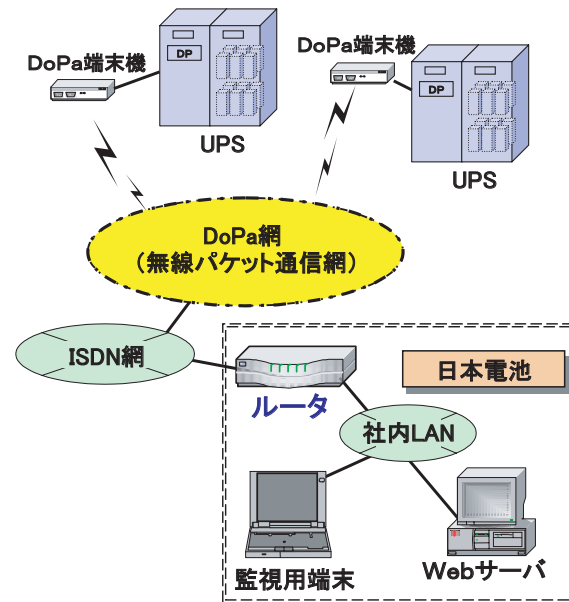 DoPa端末機
DP
UPS
DoPa端末機
DP
UPS
DoPa網
(無線パケット通信網)
ISDN網
ルータ
日本電池
社内LAN
監視用端末
Webサーバ